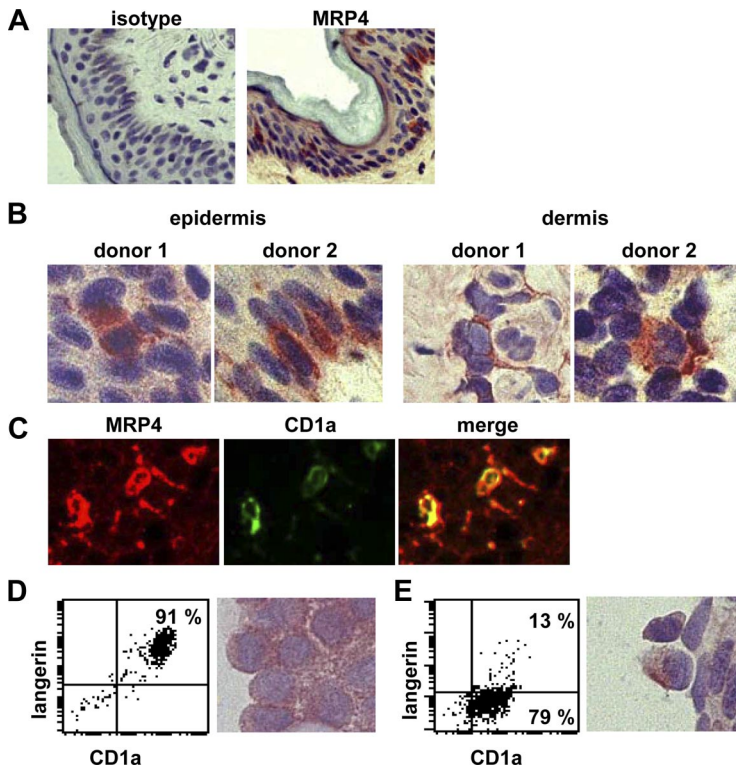 A
isotype
MRP4
B
epidermis
dermis
donor 1
donor 2
donor 1
donor 2
C
MRP4
CD1a
merge
D
91 %
langerin
CD1a
E
13 %
79 %
langerin
CD1a